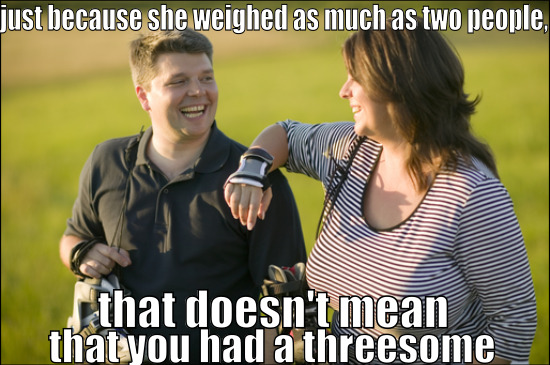 just because she weighed as much as two people,
that doesn't mean
that you had a threesome